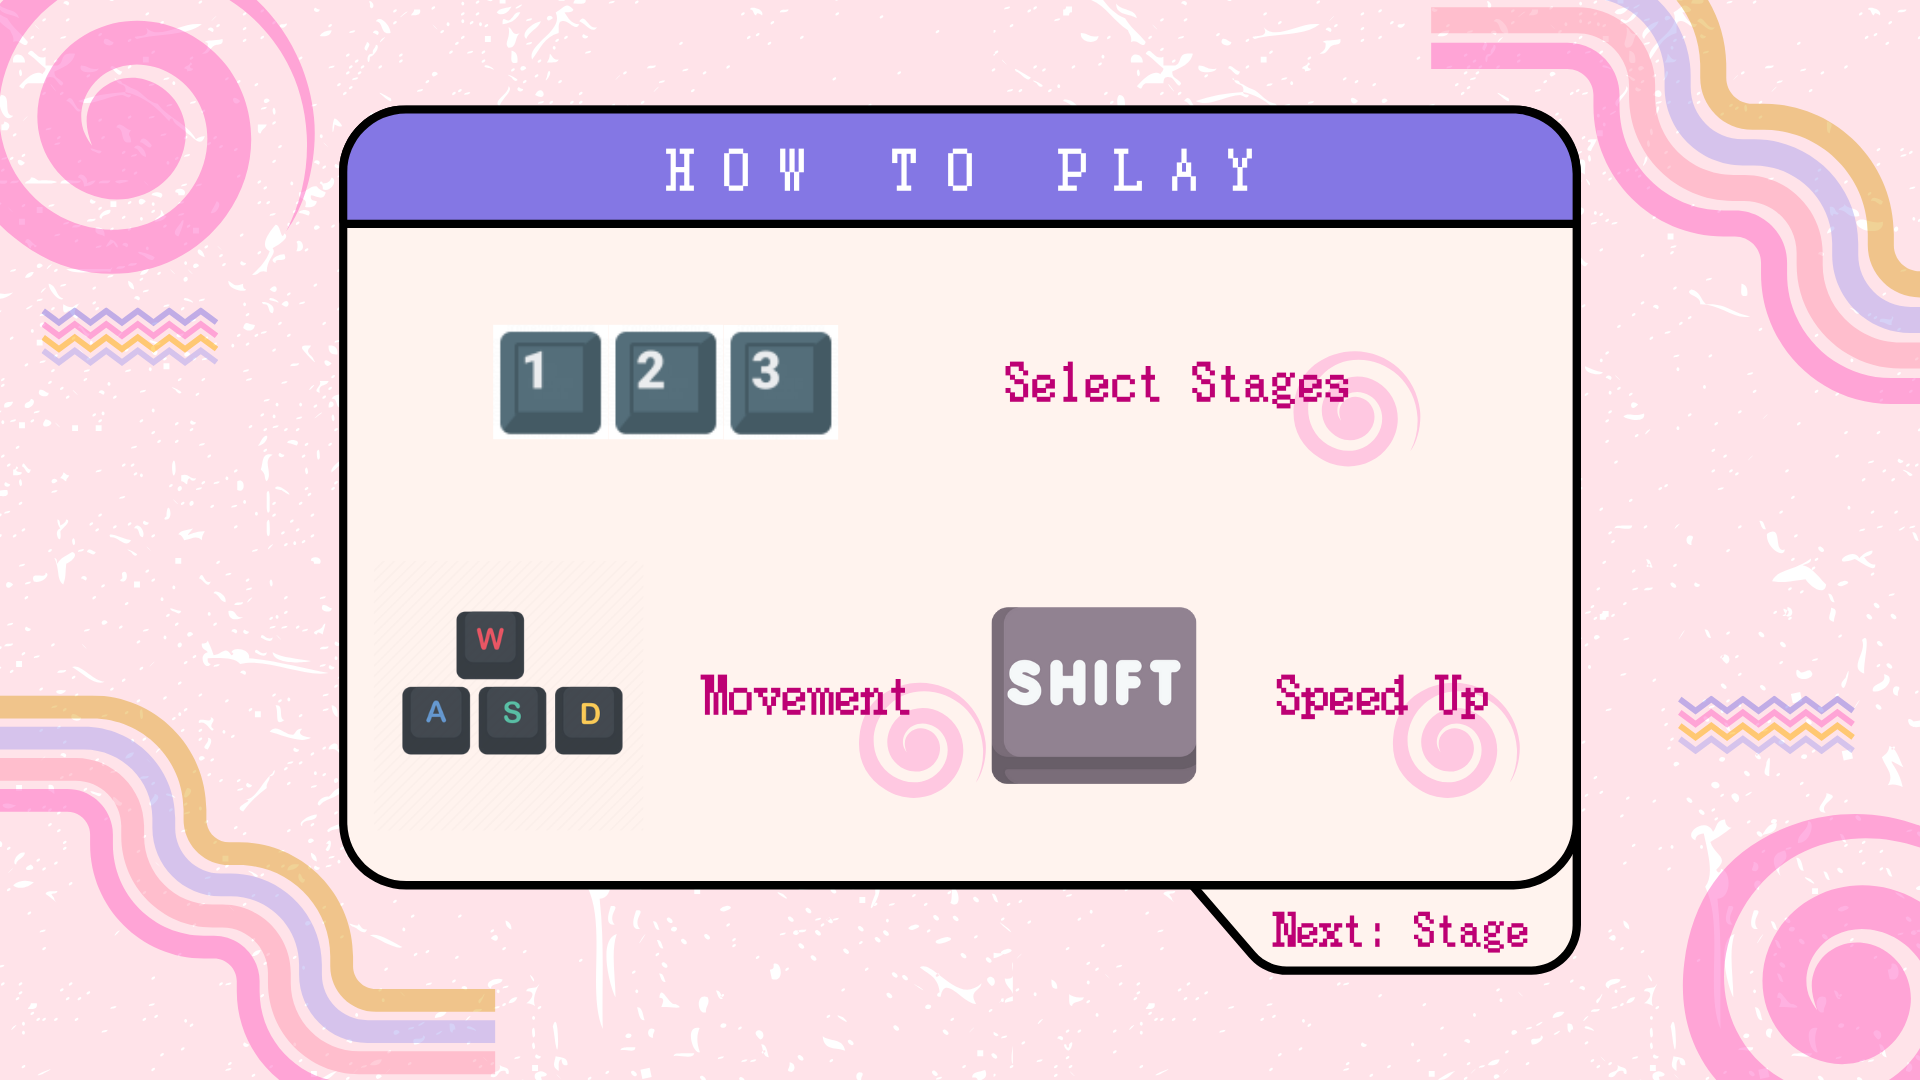 HOW TO PLAY
1 2 3
Select Stages
W
A S D
Movement
SHIFT
Speed Up
Next: Stage